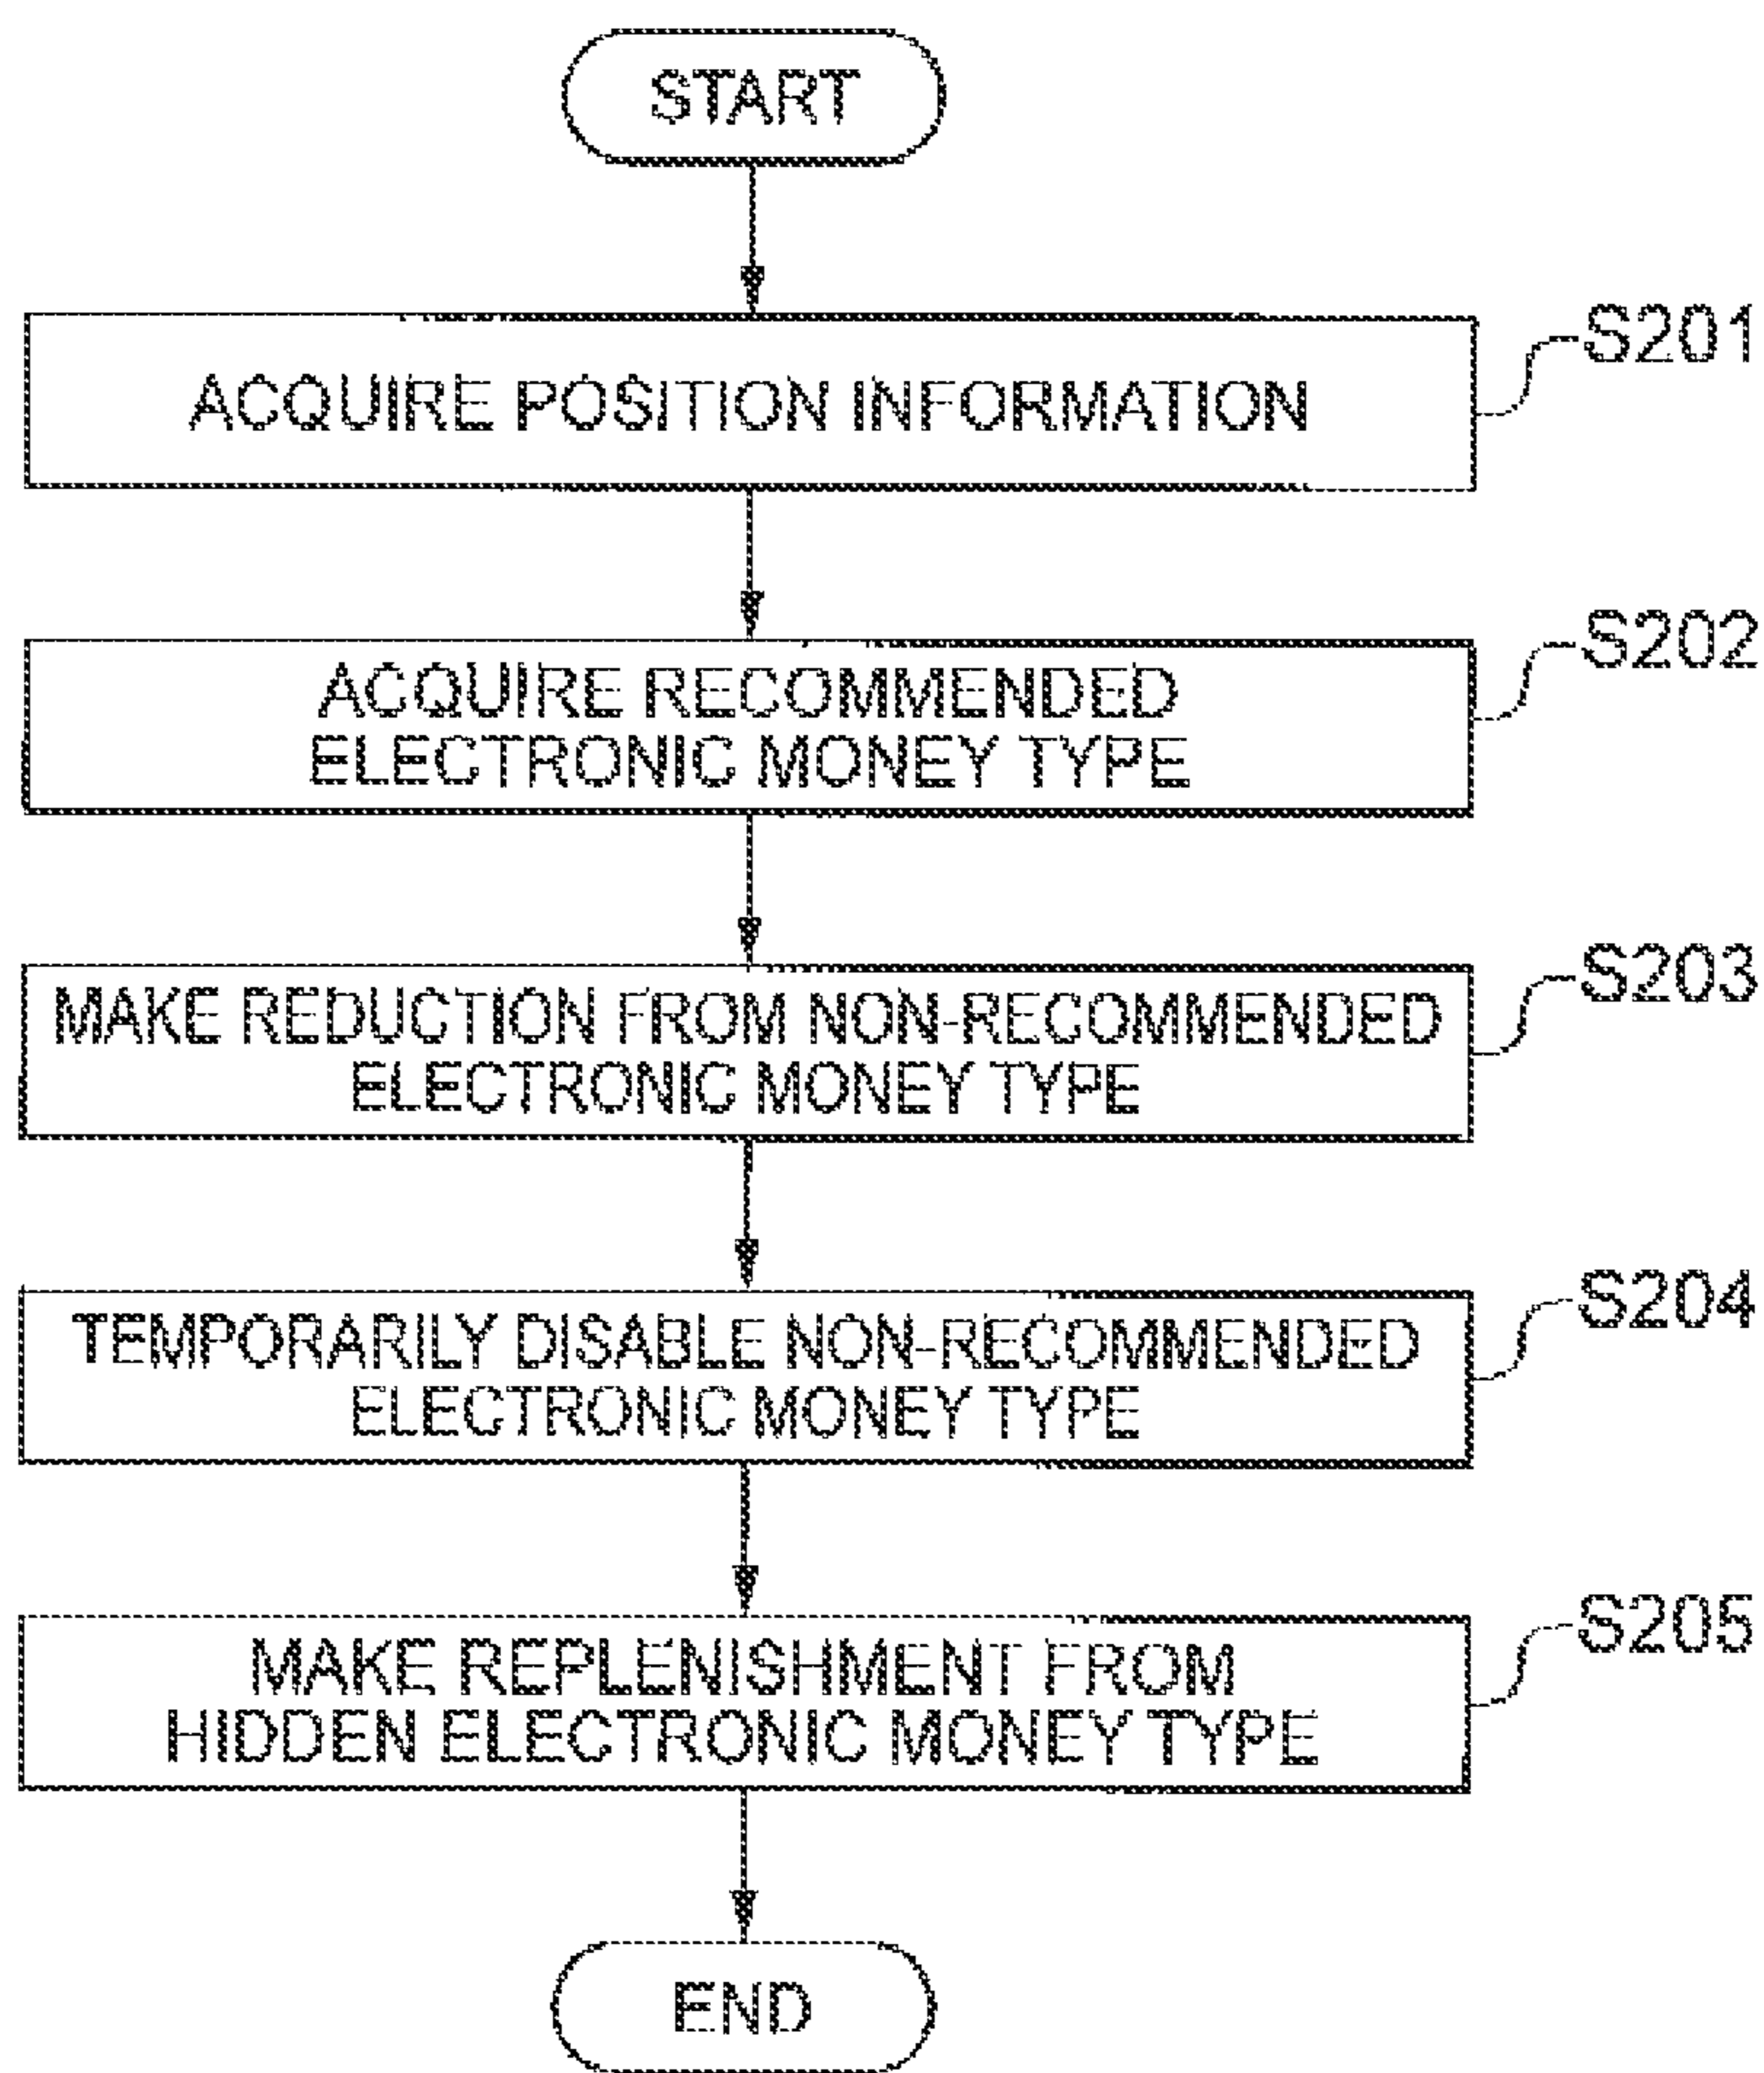 START
S201
ACQUIRE POSITION INFORMATION
S202
ACQUIRE RECOMMENDED
ELECTRONIC MONEY TYPE
S203
MAKE REDUCTION FROM NON-RECOMMENDED
ELECTRONIC MONEY TYPE
S204
TEMPORARILY DISABLE NON-RECOMMENDED
ELECTRONIC MONEY TYPE
S205
MAKE REPLENISHMENT FROM
HIDDEN ELECTRONIC MONEY TYPE
END